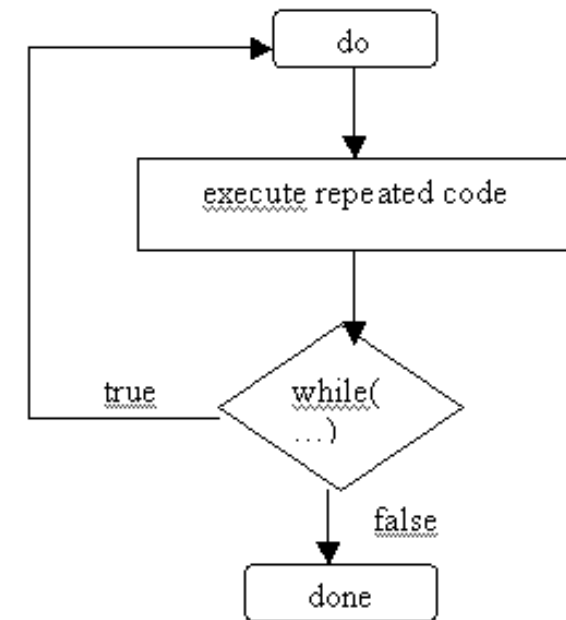 do
execute repeated code
while(
...)
true
false
done